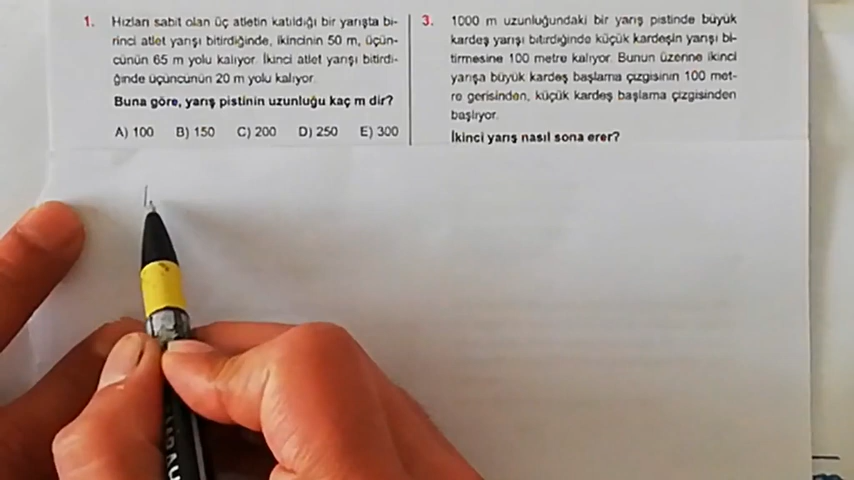 1. Hızları sabit olan üç atletin katıldığı bir yarışta bi-
rinci atlet yarışı bitirdiğinde, ikincinin 50 m, üçün-
cünün 65 m yolu kalıyor. İkinci atlet yarışı bitirdi-
ğinde üçüncünün 20 m yolu kalıyor.
Buna göre, yarış pistinin uzunluğu kaç m dir?
A) 100 B) 150 C) 200 D) 250 E) 300
3. 1000 m uzunluğundaki bir yarış pistinde büyük
kardeş yarışı bitirdiğinde küçük kardeşin yarışı bi-
tirmesine 100 metre kalıyor. Bunun üzerine ikinci
yarışa büyük kardeş başlama çizgisinin 100 met-
re gerisinden, küçük kardeş başlama çizgisinden
başlıyor.
İkinci yarış nasıl sona erer?